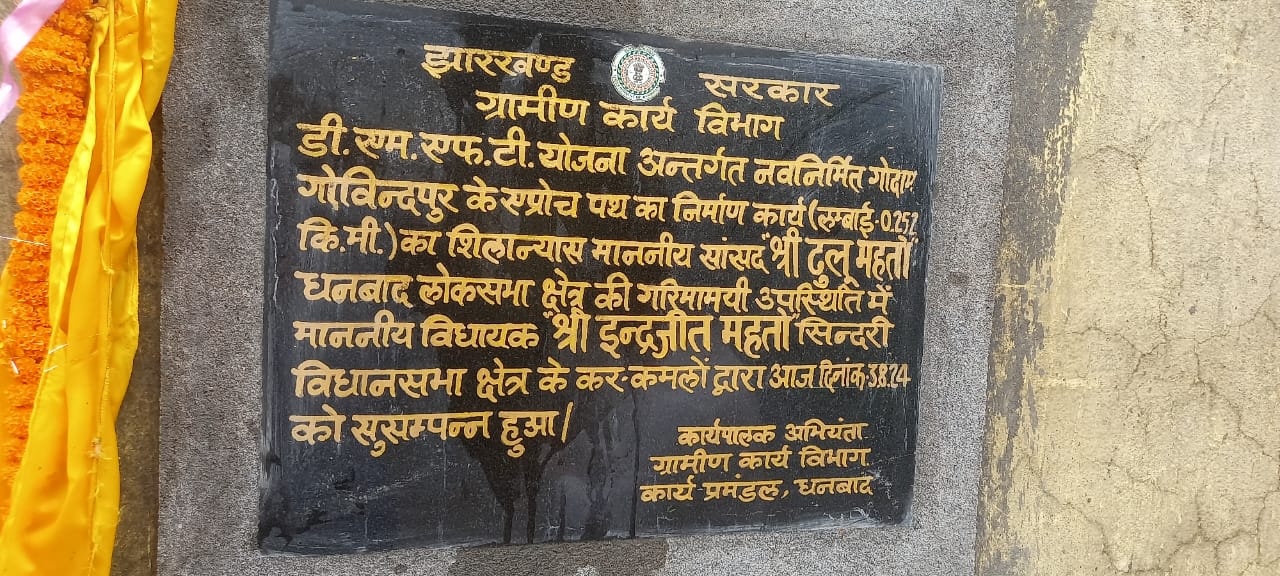 झारखण्ड सरकार
ग्रामीण कार्य विभाग
डी.एम.एफ.टी.योजना अन्तर्गत नवनिर्मित गोदाम
गोविन्दपुर के एप्रोच पथ का निर्माण कार्य(लम्बाई-0.257
कि.मी.)का शिलान्यास माननीय सांसद "श्री ढुलू महतो"
धनबाद लोकसभा क्षेत्र की गरिमामयी उपस्थिति में
माननीय विधायक "श्री इन्द्रजीत महतो" सिन्दरी
विधानसभा क्षेत्र के कर-कमलों द्वारा आज दिनांक-3.8.24
को सुसम्पन्न हुआ/
कार्यपालक अभियंता
ग्रामीण कार्य विभाग
कार्य प्रमंडल, धनबाद